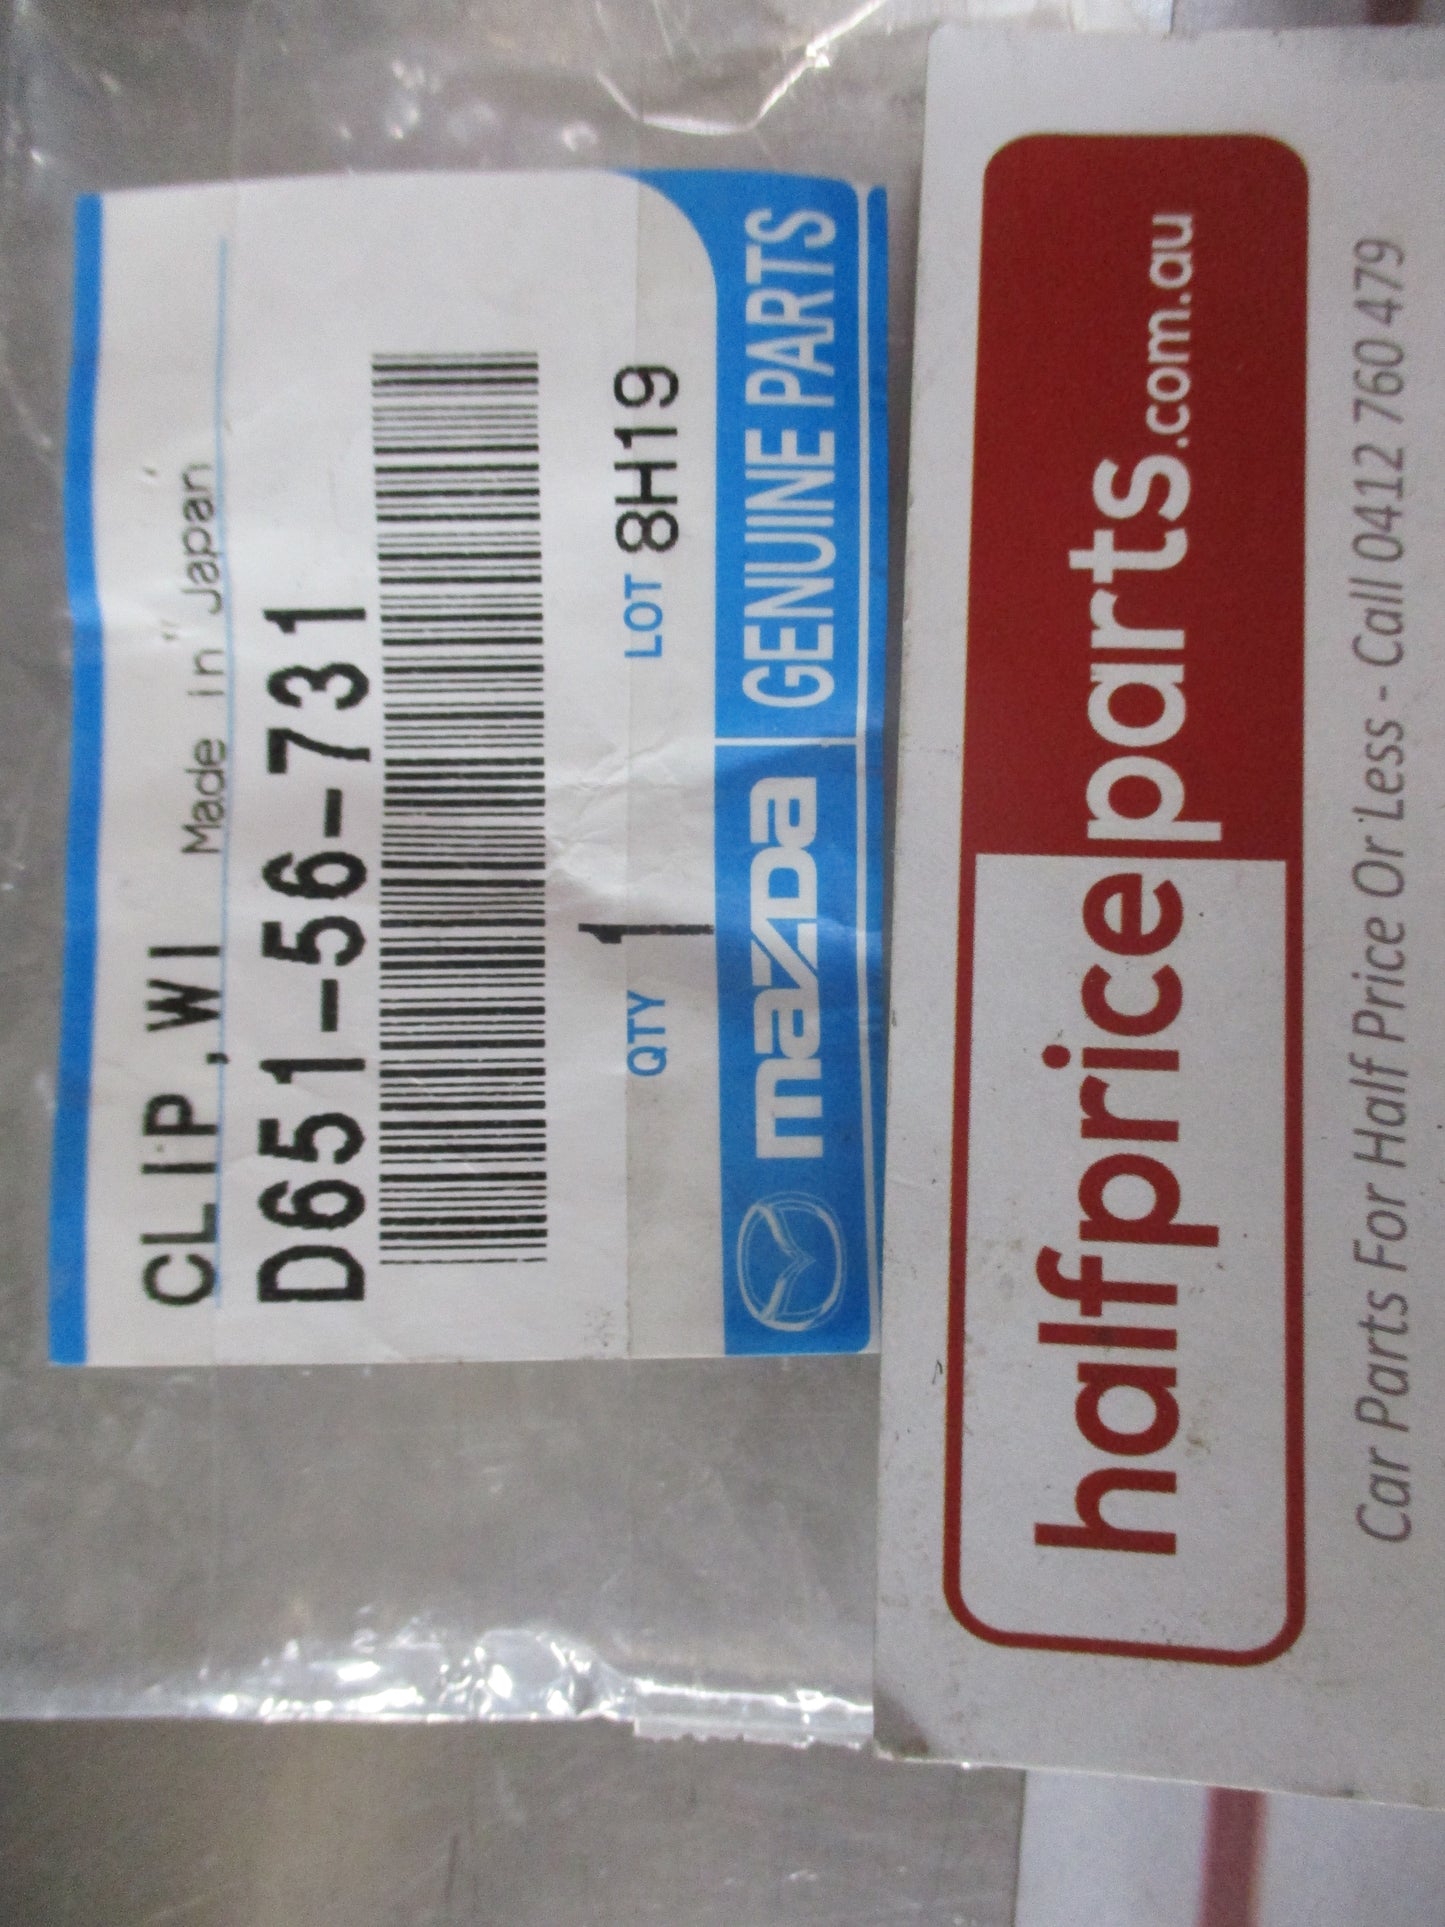 CLIP,WI Made in Japan
D651-56-731
QTY 1 LOT 8H19
mazda GENUINE PARTS
halfpriceparts.com.au
Car Parts For Half Price Or Less - Call 0412 760 479